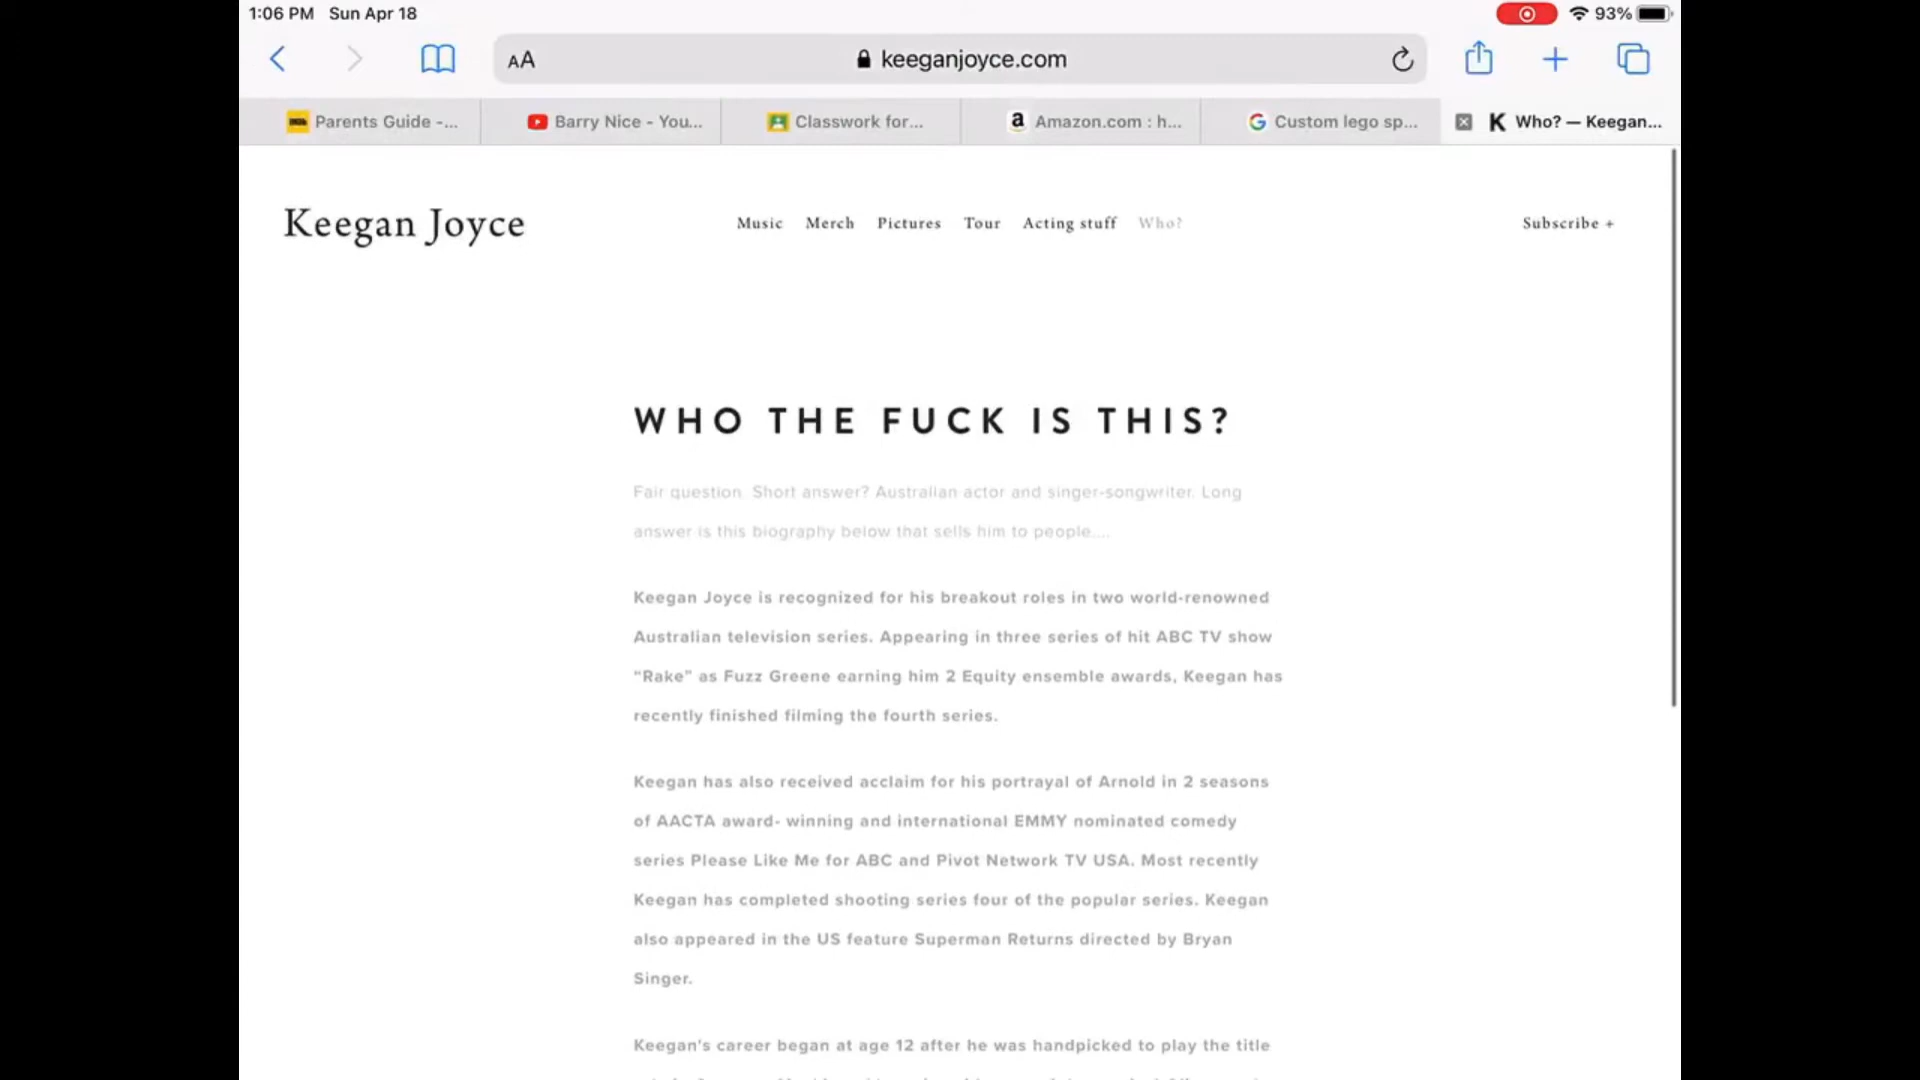 1:06 PM Sun Apr 18
93%
AA
keeganjoyce.com
Parents Guide -...
Barry Nice - You...
Classwork for...
a Amazon.com : h...
G Custom lego sp...
K Who? — Keegan...
Keegan Joyce
Music Merch Pictures Tour Acting stuff Who?
Subscribe +
WHO THE FUCK IS THIS?
Fair question. Short answer? Australian actor and singer-songwriter. Long
answer is this biography below that sells him to people....
Keegan Joyce is recognized for his breakout roles in two world-renowned
Australian television series. Appearing in three series of hit ABC TV show
“Rake” as Fuzz Greene earning him 2 Equity ensemble awards, Keegan has
recently finished filming the fourth series.
Keegan has also received acclaim for his portrayal of Arnold in 2 seasons
of AACTA award- winning and international EMMY nominated comedy
series Please Like Me for ABC and Pivot Network TV USA. Most recently
Keegan has completed shooting series four of the popular series. Keegan
also appeared in the US feature Superman Returns directed by Bryan
Singer.
Keegan’s career began at age 12 after he was handpicked to play the title